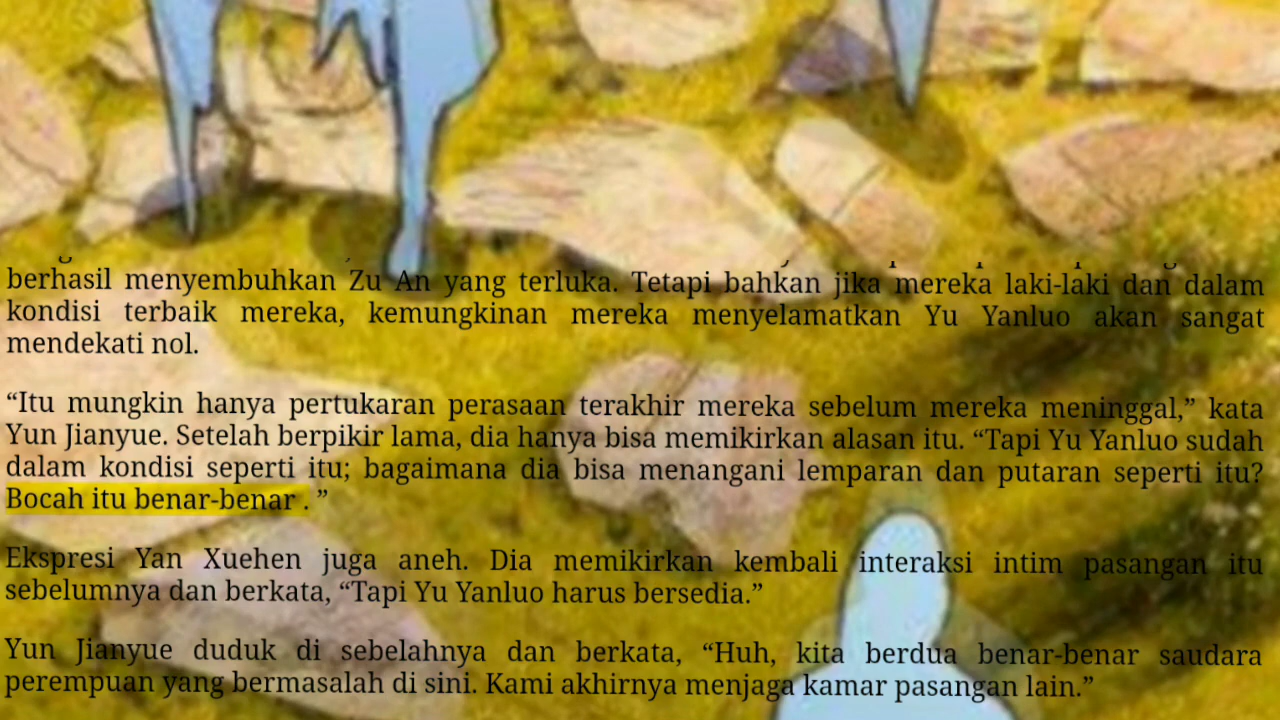 berhasil menyembuhkan Zu An yang terluka. Tetapi bahkan jika mereka laki-laki dan dalam
kondisi terbaik mereka, kemungkinan mereka menyelamatkan Yu Yanluo akan sangat
mendekati nol.
“Itu mungkin hanya pertukaran perasaan terakhir mereka sebelum mereka meninggal,” kata
Yun Jianyue. Setelah berpikir lama, dia hanya bisa memikirkan alasan itu. “Tapi Yu Yanluo sudah
dalam kondisi seperti itu; bagaimana dia bisa menangani lemparan dan putaran seperti itu?
Bocah itu benar-benar . ”
Ekspresi Yan Xuehen juga aneh. Dia memikirkan kembali interaksi intim pasangan itu
sebelumnya dan berkata, “Tapi Yu Yanluo harus bersedia.”
Yun Jianyue duduk di sebelahnya dan berkata, “Huh, kita berdua benar-benar saudara
perempuan yang bermasalah di sini. Kami akhirnya menjaga kamar pasangan lain.”